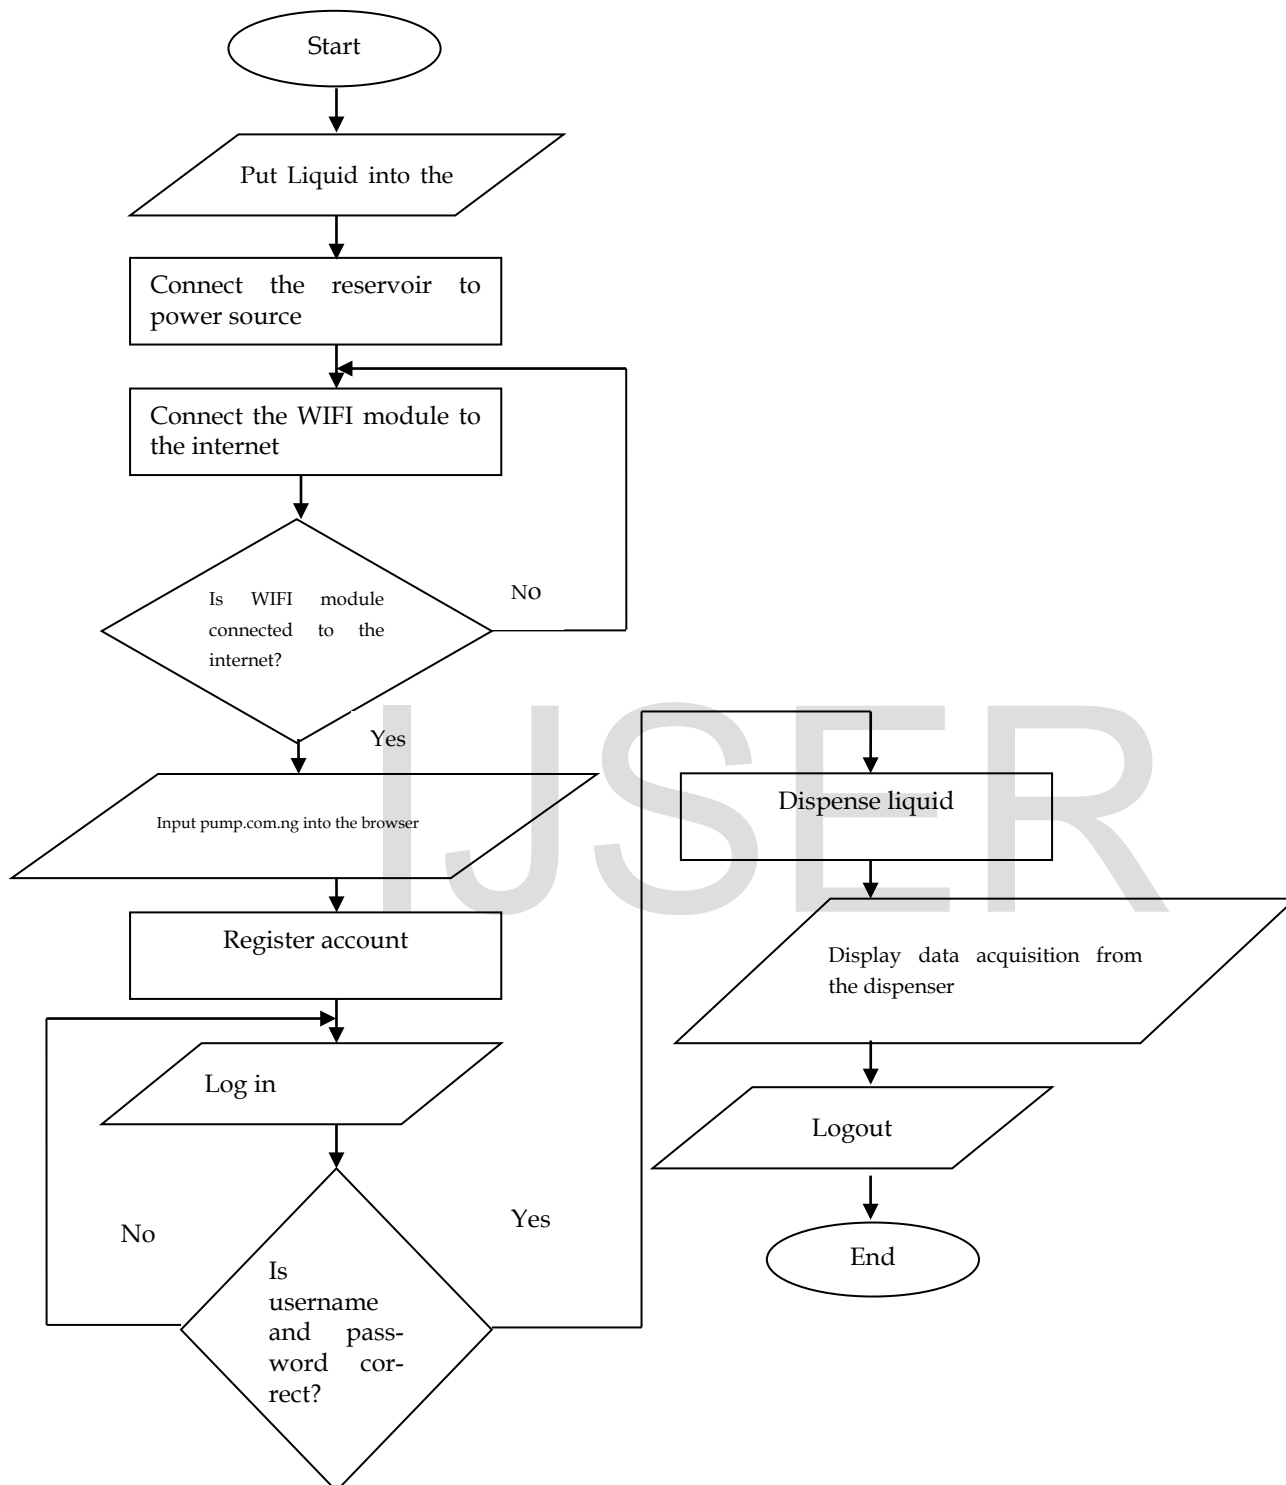 Start
Put Liquid into the
Connect the reservoir to
power source
Connect the WIFI module to
the internet
Is WIFI module
connected to the
internet?
No
Yes
Input pump.com.ng into the browser
Register account
Log in
No
Yes
Is
username
and pass-
word cor-
rect?
Dispense liquid
Display data acquisition from
the dispenser
Logout
End
IJSER